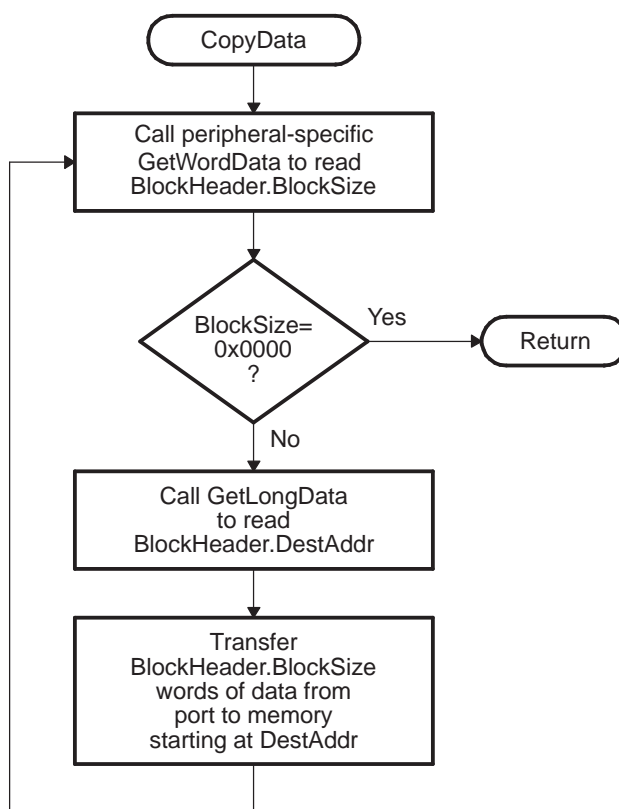 CopyData
Call peripheral-specific
GetWordData to read
BlockHeader.BlockSize
BlockSize=
0x0000
?
Yes
Return
No
Call GetLongData
to read
BlockHeader.DestAddr
Transfer
BlockHeader.BlockSize
words of data from
port to memory
starting at DestAddr